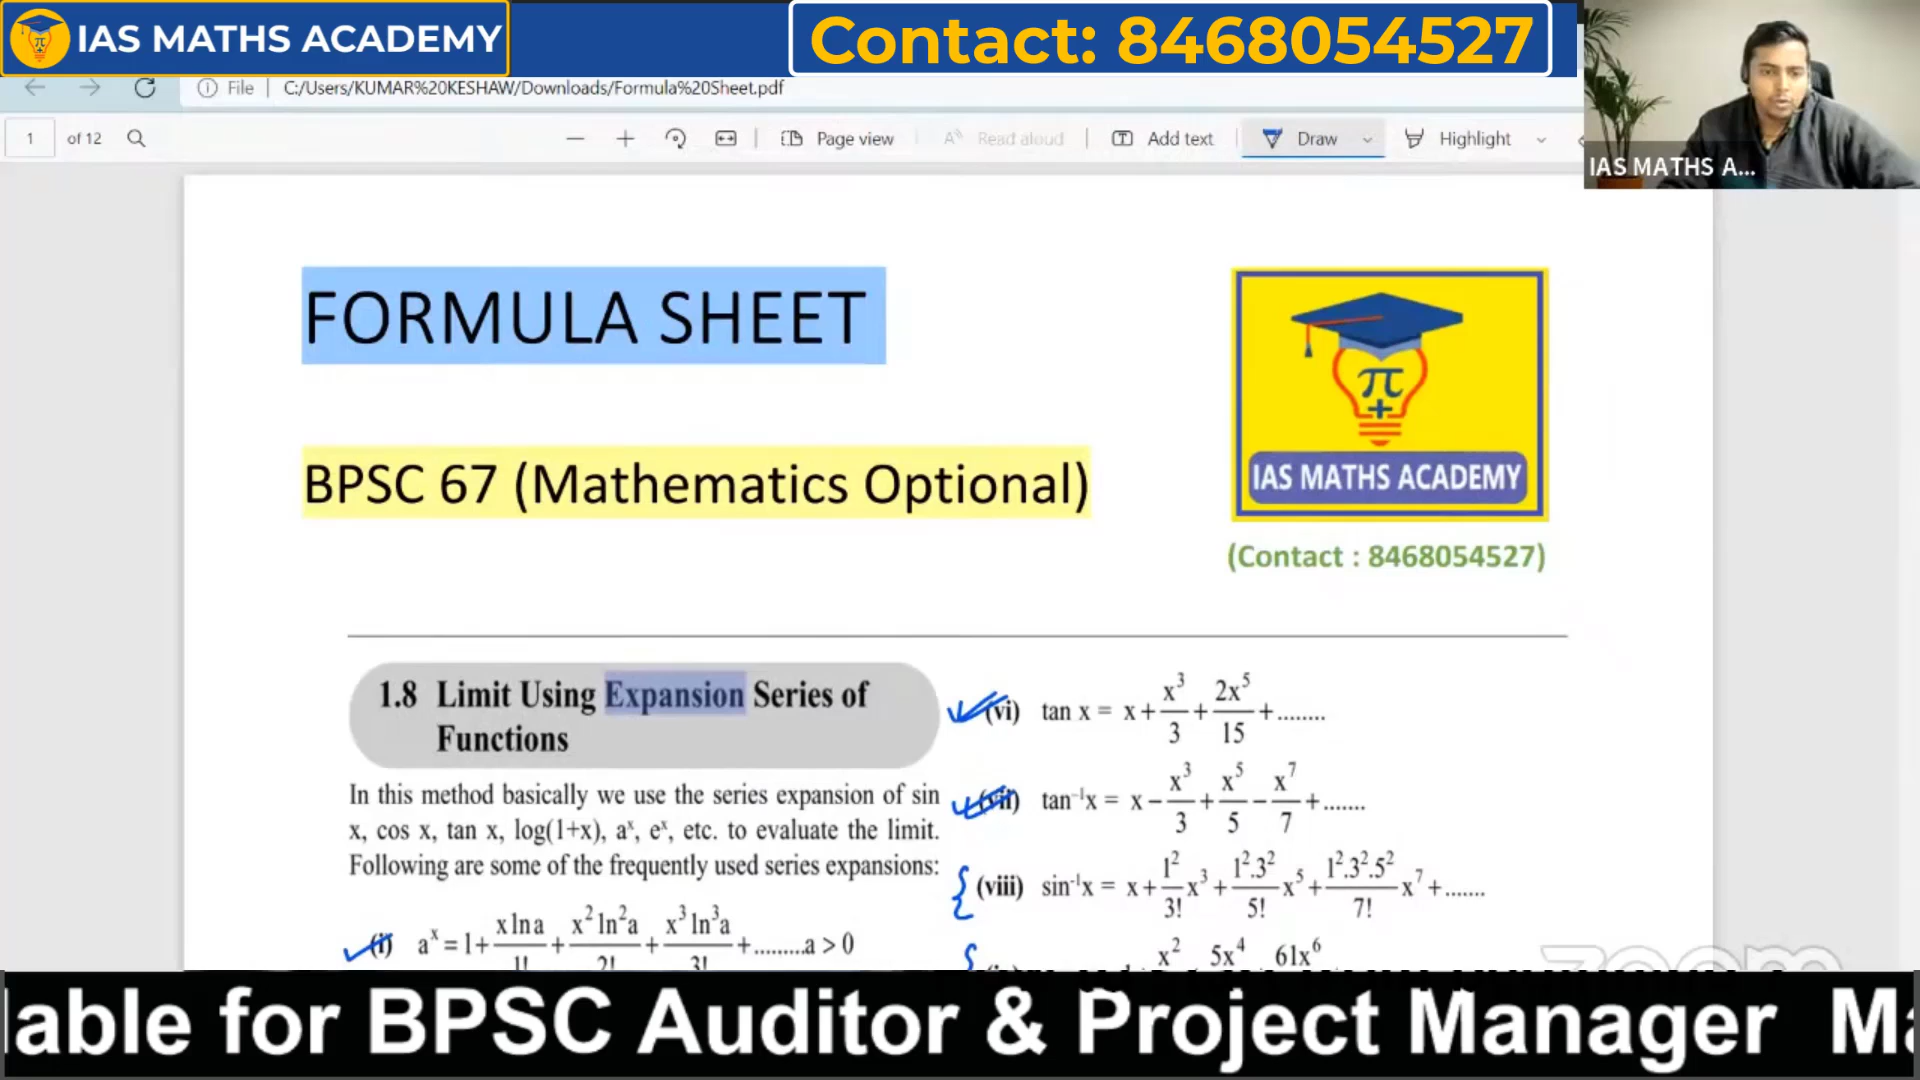 IAS MATHS ACADEMY
Contact: 8468054527
File
C:/Users/KUMAR%20KESHAW/Downloads/Formula%20Sheet.pdf
1 of 12
Page view
Read aloud
Add text
Draw
Highlight
IAS MATHS A...
FORMULA SHEET
BPSC 67 (Mathematics Optional)
π
+
IAS MATHS ACADEMY
(Contact : 8468054527)
1.8 Limit Using Expansion Series of
Functions
In this method basically we use the series expansion of sin
x, cos x, tan x, log(1+x), aˣ, eˣ, etc. to evaluate the limit.
Following are some of the frequently used series expansions:
(i) aˣ = 1 + x ln a/1! + x² ln²a/2! + x³ ln³a/3! + ........a > 0
(vi) tan x = x + x³/3 + 2x⁵/15 + ........
(vii) tan⁻¹x = x − x³/3 + x⁵/5 − x⁷/7 + .......
(viii) sin⁻¹x = x + 1²/3! x³ + 1².3²/5! x⁵ + 1².3².5²/7! x⁷ + .......
x² 5x⁴ 61x⁶
zoom
lable for BPSC Auditor & Project Manager Ma